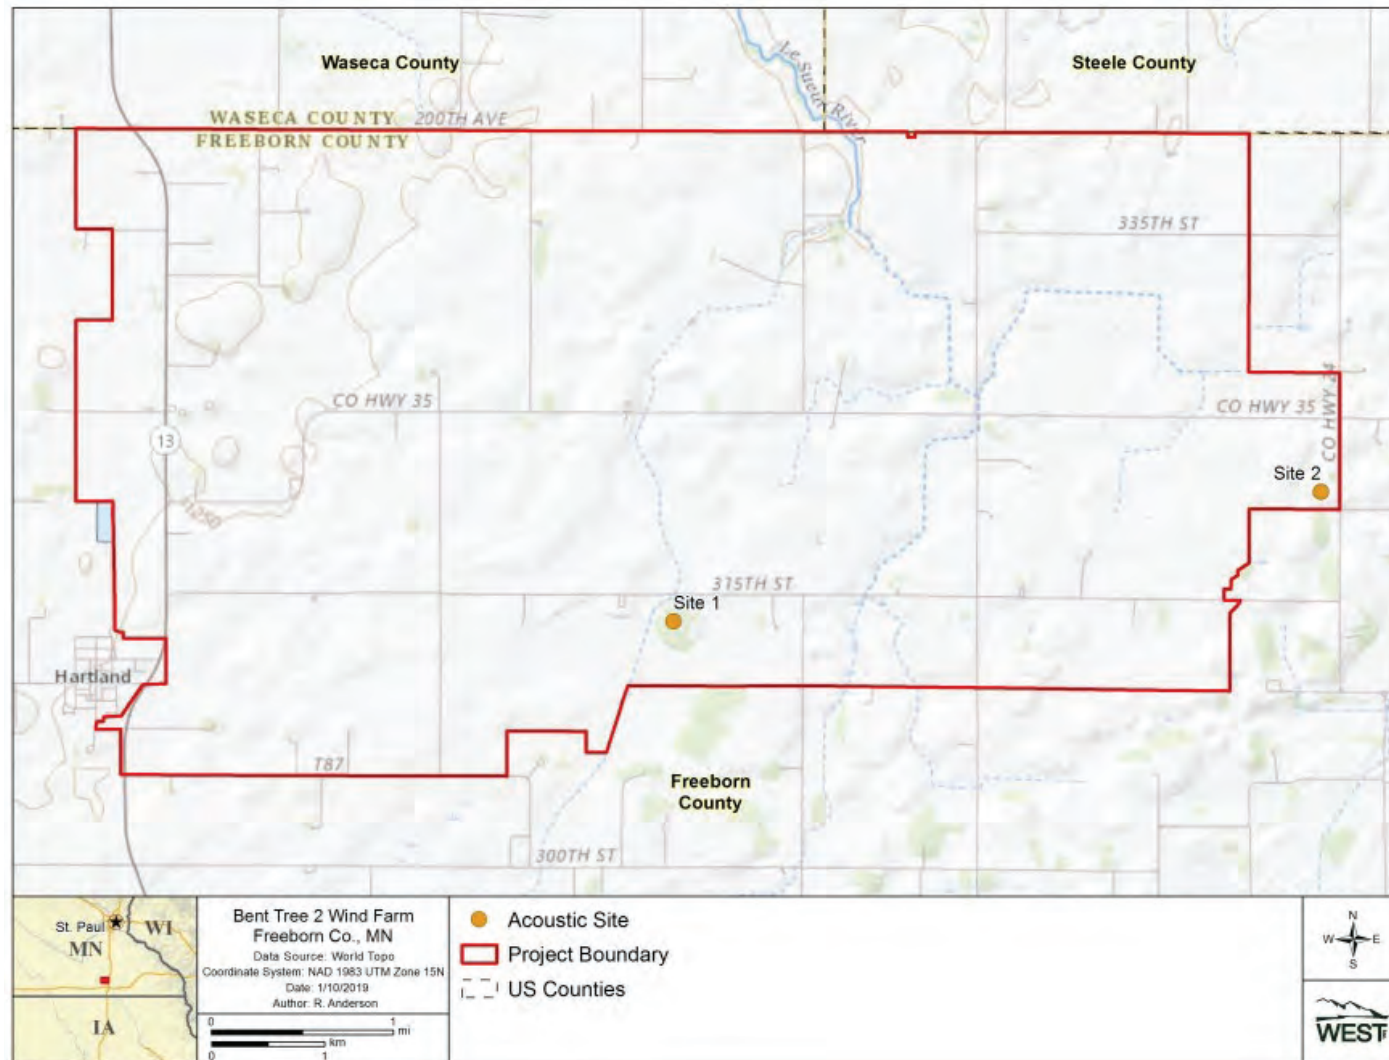 Waseca County
Steele County
Le Sueur River
WASECA COUNTY
200TH AVE
FREEBORN COUNTY
335TH ST
CO HWY 35
CO HWY 35
CO HWY 24
13
Site 2
315TH ST
Site 1
Hartland
T87
Freeborn
County
300TH ST
St. Paul
WI
MN
IA
Bent Tree 2 Wind Farm
Freeborn Co., MN
Data Source: World Topo
Coordinate System: NAD 1983 UTM Zone 15N
Date: 1/10/2019
Author: R. Anderson
0 1
mi
km
0 1
Acoustic Site
Project Boundary
US Counties
N
W E
S
WEST